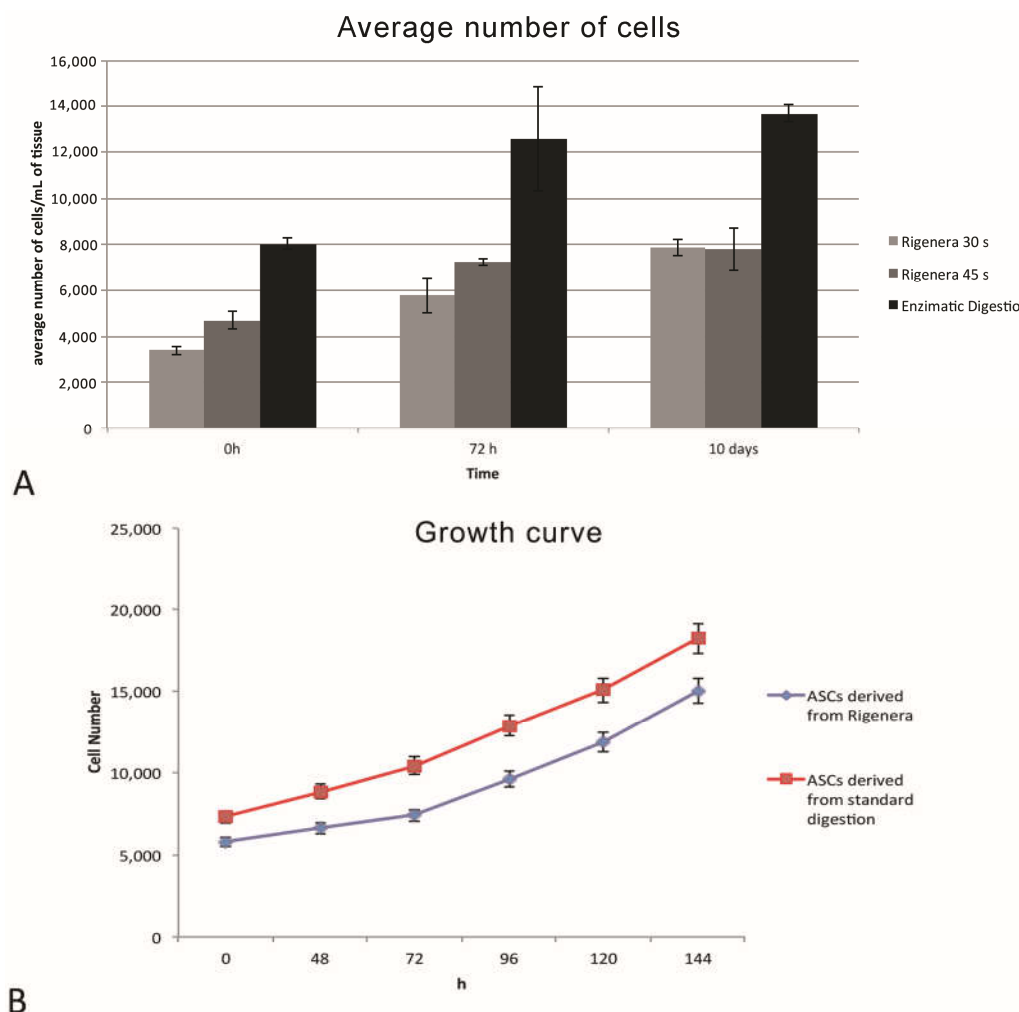 Average number of cells
16,000
14,000
12,000
10,000
8,000
6,000
4,000
2,000
0
average number of cells/mL of tissue
0h
72 h
10 days
Time
Rigenera 30 s
Rigenera 45 s
Enzimatic Digestio
A
Growth curve
25,000
20,000
15,000
10,000
5,000
0
Cell Number
0
48
72
96
120
144
h
ASCs derived
from Rigenera
ASCs derived
from standard
digestion
B